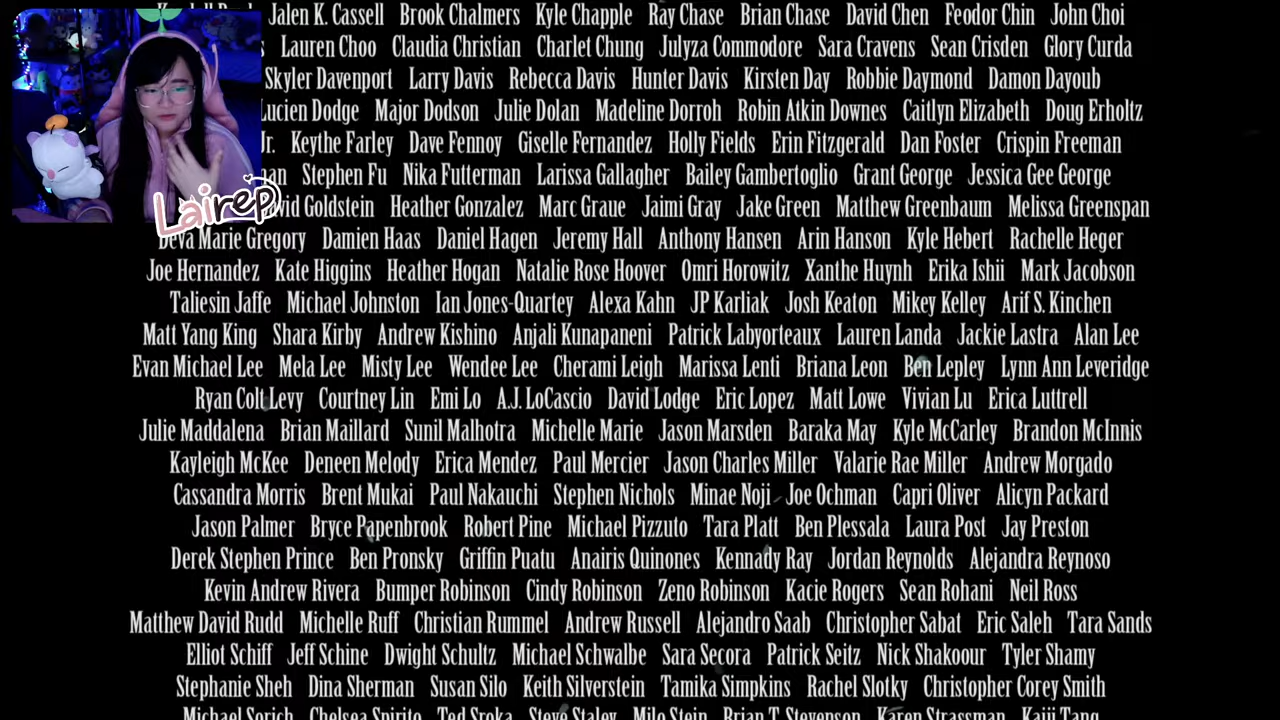 Jalen K. Cassell Brook Chalmers Kyle Chapple Ray Chase Brian Chase David Chen Feodor Chin John Choi
Lauren Choo Claudia Christian Charlet Chung Julyza Commodore Sara Cravens Sean Crisden Glory Curda
Skyler Davenport Larry Davis Rebecca Davis Hunter Davis Kirsten Day Robbie Daymond Damon Dayoub
Lucien Dodge Major Dodson Julie Dolan Madeline Dorroh Robin Atkin Downes Caitlyn Elizabeth Doug Erholtz
Jr. Keythe Farley Dave Fennoy Giselle Fernandez Holly Fields Erin Fitzgerald Dan Foster Crispin Freeman
Stephen Fu Nika Futterman Larissa Gallagher Bailey Gambertoglio Grant George Jessica Gee George
Lairep
Goldstein Heather Gonzalez Marc Graue Jaimi Gray Jake Green Matthew Greenbaum Melissa Greenspan
Deva Marie Gregory Damien Haas Daniel Hagen Jeremy Hall Anthony Hansen Arin Hanson Kyle Hebert Rachelle Heger
Joe Hernandez Kate Higgins Heather Hogan Natalie Rose Hoover Omri Horowitz Xanthe Huynh Erika Ishii Mark Jacobson
Taliesin Jaffe Michael Johnston Ian Jones-Quartey Alexa Kahn JP Karliak Josh Keaton Mikey Kelley Arif S. Kinchen
Matt Yang King Shara Kirby Andrew Kishino Anjali Kunapaneni Patrick Labyorteaux Lauren Landa Jackie Lastra Alan Lee
Evan Michael Lee Mela Lee Misty Lee Wendee Lee Cherami Leigh Marissa Lenti Briana Leon Ben Lepley Lynn Ann Leveridge
Ryan Colt Levy Courtney Lin Emi Lo A.J. LoCascio David Lodge Eric Lopez Matt Lowe Vivian Lu Erica Luttrell
Julie Maddalena Brian Maillard Sunil Malhotra Michelle Marie Jason Marsden Baraka May Kyle McCarley Brandon McInnis
Kayleigh McKee Deneen Melody Erica Mendez Paul Mercier Jason Charles Miller Valarie Rae Miller Andrew Morgado
Cassandra Morris Brent Mukai Paul Nakauchi Stephen Nichols Minae Noji Joe Ochman Capri Oliver Alicyn Packard
Jason Palmer Bryce Papenbrook Robert Pine Michael Pizzuto Tara Platt Ben Plessala Laura Post Jay Preston
Derek Stephen Prince Ben Pronsky Griffin Puatu Anairis Quinones Kennady Ray Jordan Reynolds Alejandra Reynoso
Kevin Andrew Rivera Bumper Robinson Cindy Robinson Zeno Robinson Kacie Rogers Sean Rohani Neil Ross
Matthew David Rudd Michelle Ruff Christian Rummel Andrew Russell Alejandro Saab Christopher Sabat Eric Saleh Tara Sands
Elliot Schiff Jeff Schine Dwight Schultz Michael Schwalbe Sara Secora Patrick Seitz Nick Shakoour Tyler Shamy
Stephanie Sheh Dina Sherman Susan Silo Keith Silverstein Tamika Simpkins Rachel Slotky Christopher Corey Smith
Michael Sorich Chelsea Spirito Ted Sroka Steve Staley Milo Stein Brian T. Stevenson Karen Strassman Kaiji Tang